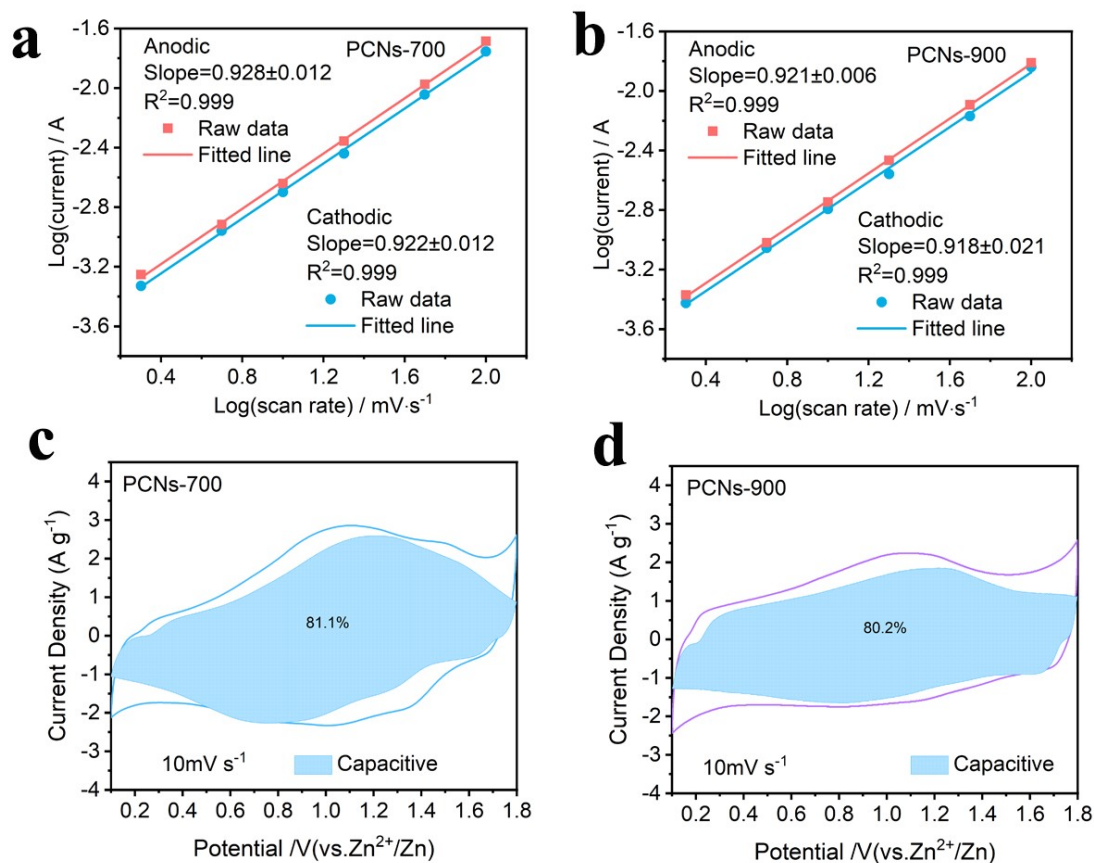 a
Anodic
Slope=0.928±0.012
R²=0.999
Raw data
Fitted line
PCNs-700
Cathodic
Slope=0.922±0.012
R²=0.999
Raw data
Fitted line
-1.6
-2.0
-2.4
-2.8
-3.2
-3.6
Log(current) / A
0.4 0.8 1.2 1.6 2.0
Log(scan rate) / mV·s⁻¹
b
Anodic
Slope=0.921±0.006
R²=0.999
Raw data
Fitted line
PCNs-900
Cathodic
Slope=0.918±0.021
R²=0.999
Raw data
Fitted line
-1.6
-2.0
-2.4
-2.8
-3.2
-3.6
Log(current) / A
0.4 0.8 1.2 1.6 2.0
Log(scan rate) / mV·s⁻¹
c
PCNs-700
81.1%
10mV s⁻¹
Capacitive
4
3
2
1
0
-1
-2
-3
-4
Current Density (A g⁻¹)
0.2 0.4 0.6 0.8 1.0 1.2 1.4 1.6 1.8
Potential /V(vs.Zn²⁺/Zn)
d
PCNs-900
80.2%
10mV s⁻¹
Capacitive
4
3
2
1
0
-1
-2
-3
-4
Current Density (A g⁻¹)
0.2 0.4 0.6 0.8 1.0 1.2 1.4 1.6 1.8
Potential /V(vs.Zn²⁺/Zn)